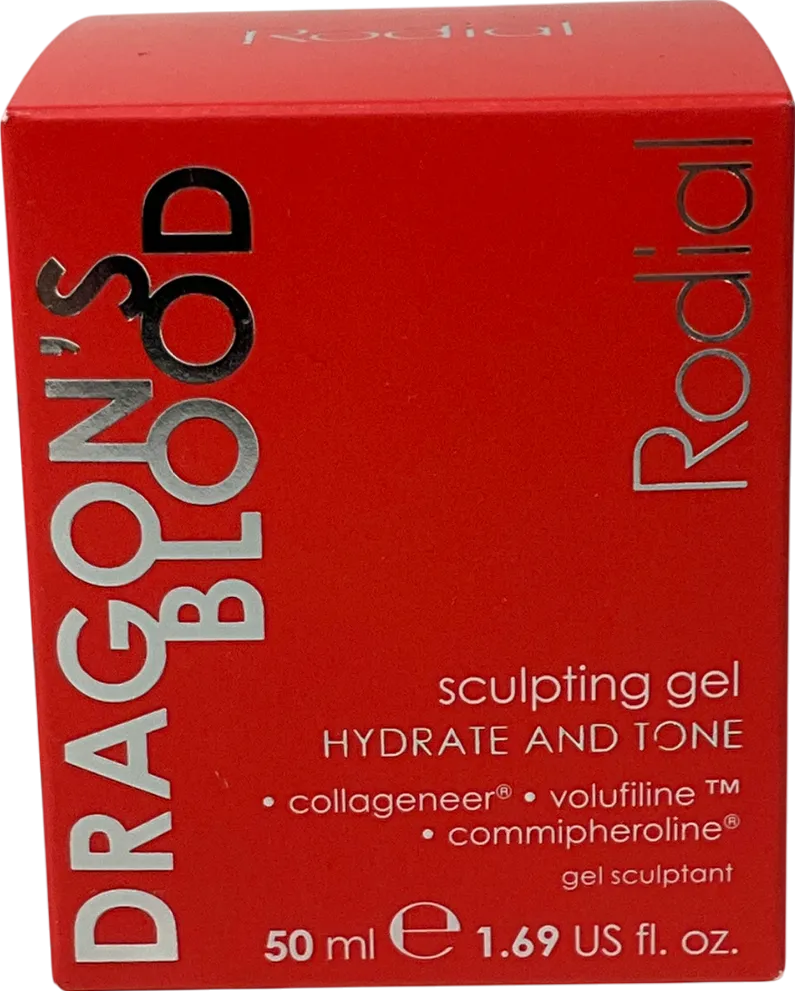 Rodial
DRAGON'S
BLOOD
Rodial
sculpting gel
HYDRATE AND TONE
• collageneer® • volufiline ™
• commipheroline®
gel sculptant
50 ml ℮ 1.69 US fl. oz.